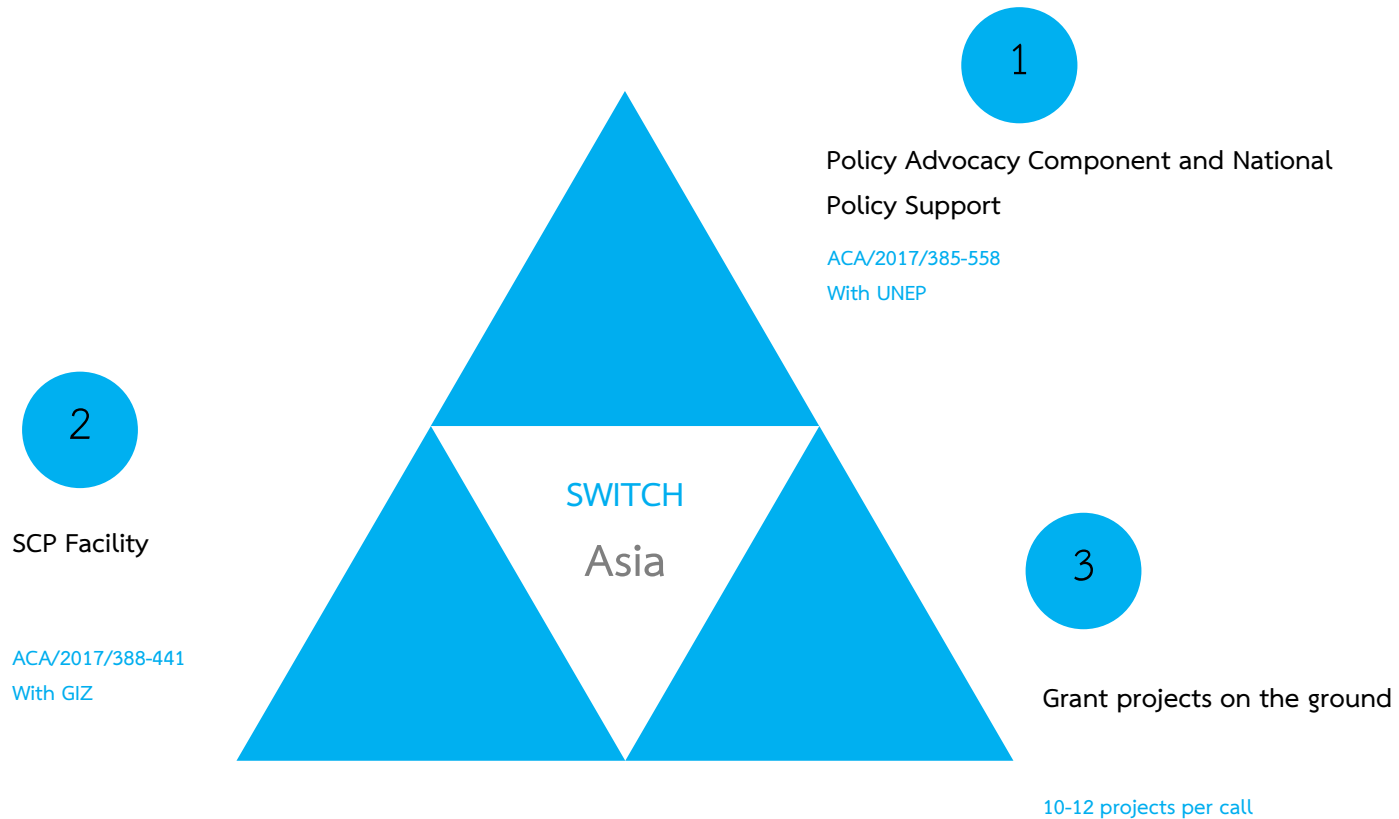 1
Policy Advocacy Component and National
Policy Support
ACA/2017/385-558
With UNEP
2
SCP Facility
ACA/2017/388-441
With GIZ
SWITCH
Asia
3
Grant projects on the ground
10-12 projects per call